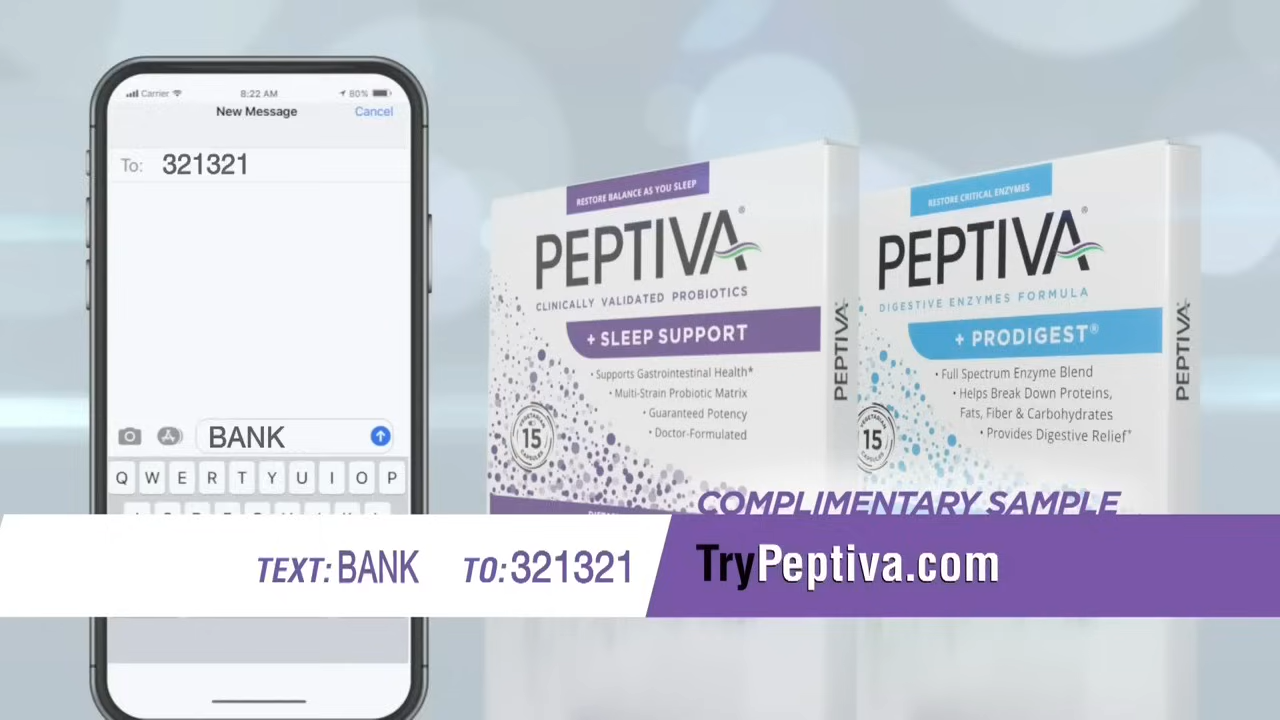 Carrier 8:22 AM 80%
New Message Cancel
To: 321321
BANK
Q W E R T Y U I O P
RESTORE BALANCE AS YOU SLEEP
PEPTIVA®
CLINICALLY VALIDATED PROBIOTICS
+ SLEEP SUPPORT
• Supports Gastrointestinal Health*
• Multi-Strain Probiotic Matrix
• Guaranteed Potency
• Doctor-Formulated
15
CAPSULES
PEPTIVA
RESTORE CRITICAL ENZYMES
PEPTIVA®
DIGESTIVE ENZYMES FORMULA
+ PRODIGEST®
• Full Spectrum Enzyme Blend
• Helps Break Down Proteins,
Fats, Fiber & Carbohydrates
• Provides Digestive Relief*
15
CAPSULES
PEPTIVA
COMPLIMENTARY SAMPLE
TEXT: BANK TO: 321321
TryPeptiva.com